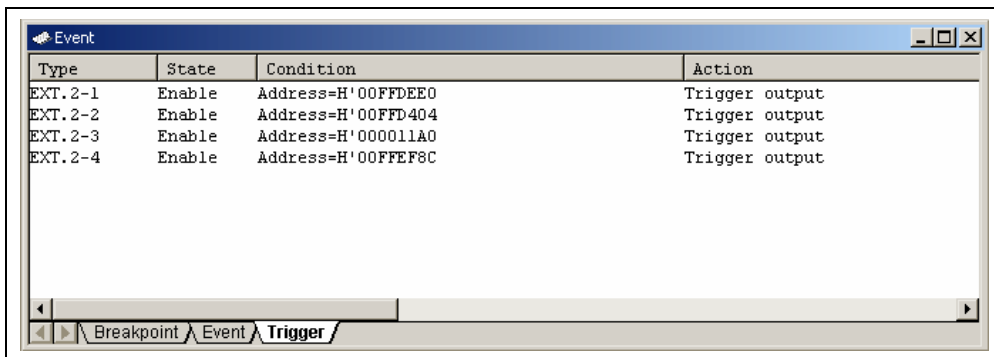 Event
Type State Condition Action
EXT.2-1 Enable Address=H'00FFDEE0 Trigger output
EXT.2-2 Enable Address=H'00FFD404 Trigger output
EXT.2-3 Enable Address=H'000011A0 Trigger output
EXT.2-4 Enable Address=H'00FFEF8C Trigger output
Breakpoint Event Trigger